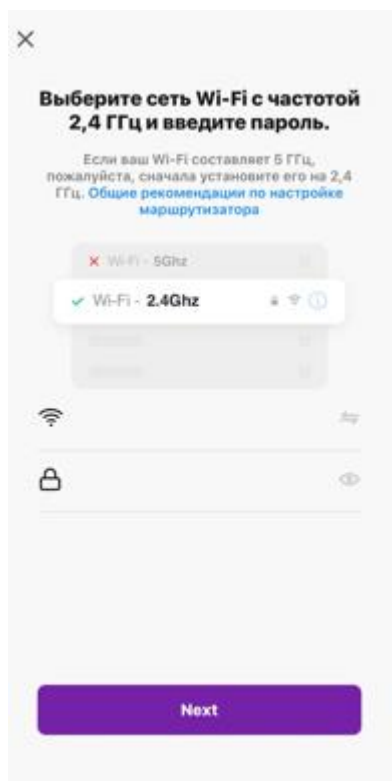 Выберите сеть Wi-Fi с частотой
2,4 ГГц и введите пароль.
Если ваш Wi-Fi составляет 5 ГГц,
пожалуйста, сначала установите его на 2,4
ГГц. Общие рекомендации по настройке
маршрутизатора
Wi-Fi - 5Ghz
Wi-Fi - 2.4Ghz
Next